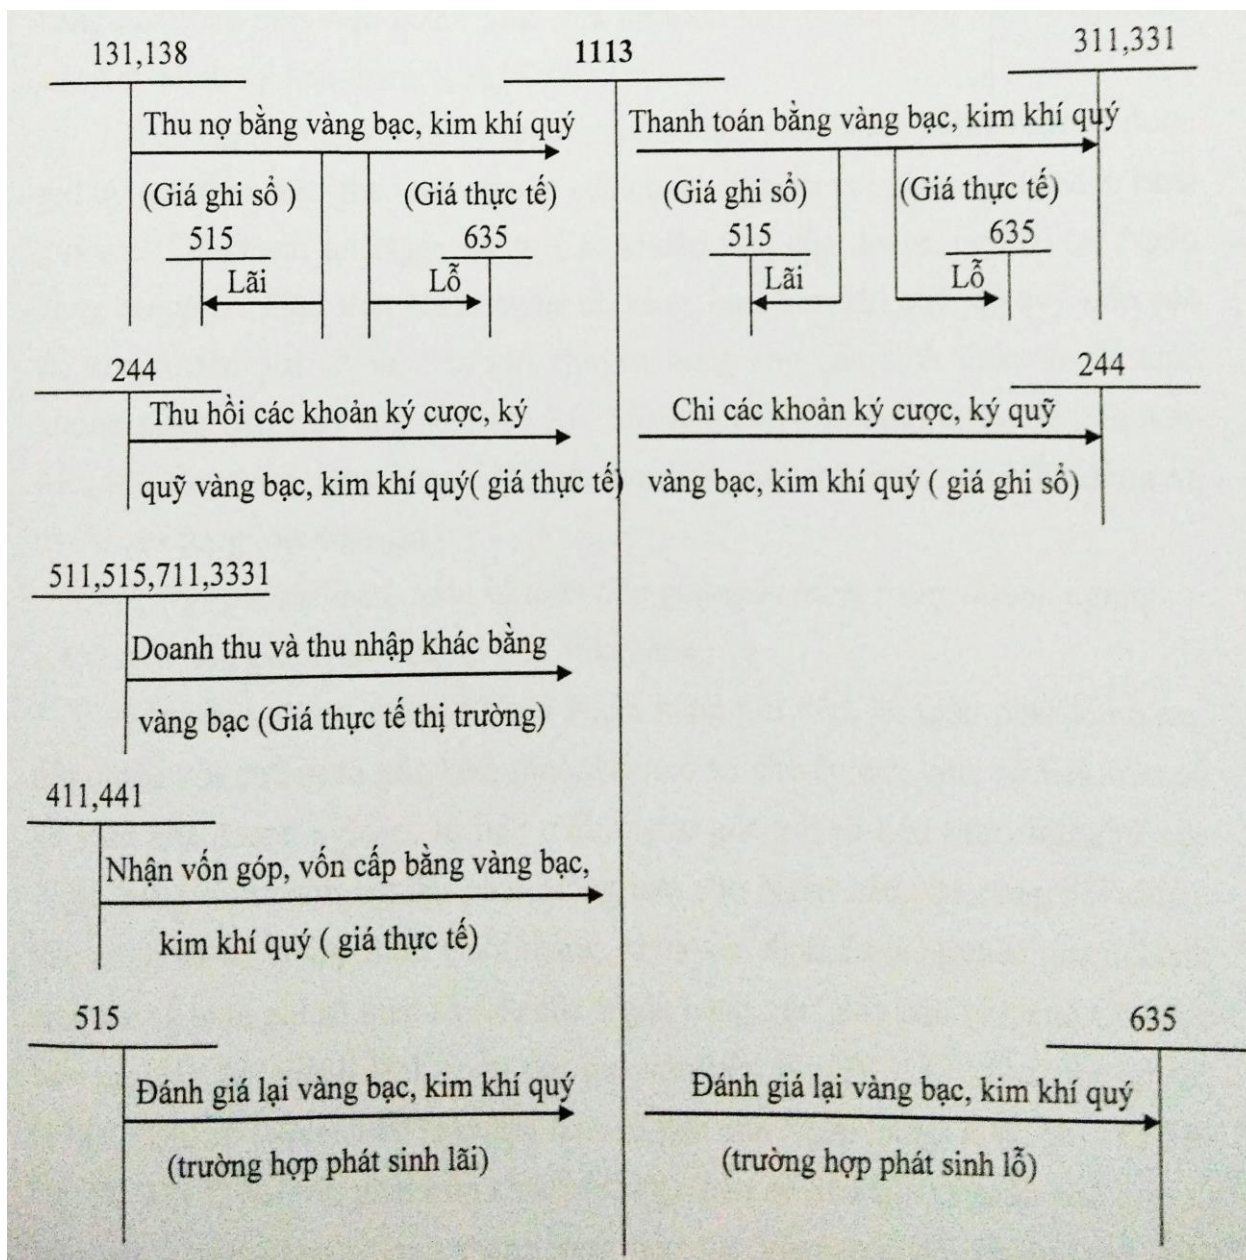 131,138
1113
311,331
Thu nợ bằng vàng bạc, kim khí quý
Thanh toán bằng vàng bạc, kim khí quý
(Giá ghi sổ )
(Giá thực tế)
(Giá ghi sổ)
(Giá thực tế)
515
635
515
635
Lãi
Lỗ
Lãi
Lỗ
244
244
Thu hồi các khoản ký cược, ký
quỹ vàng bạc, kim khí quý( giá thực tế)
Chi các khoản ký cược, ký quỹ
vàng bạc, kim khí quý ( giá ghi sổ)
511,515,711,3331
Doanh thu và thu nhập khác bằng
vàng bạc (Giá thực tế thị trường)
411,441
Nhận vốn góp, vốn cấp bằng vàng bạc,
kim khí quý ( giá thực tế)
515
635
Đánh giá lại vàng bạc, kim khí quý
(trường hợp phát sinh lãi)
Đánh giá lại vàng bạc, kim khí quý
(trường hợp phát sinh lỗ)